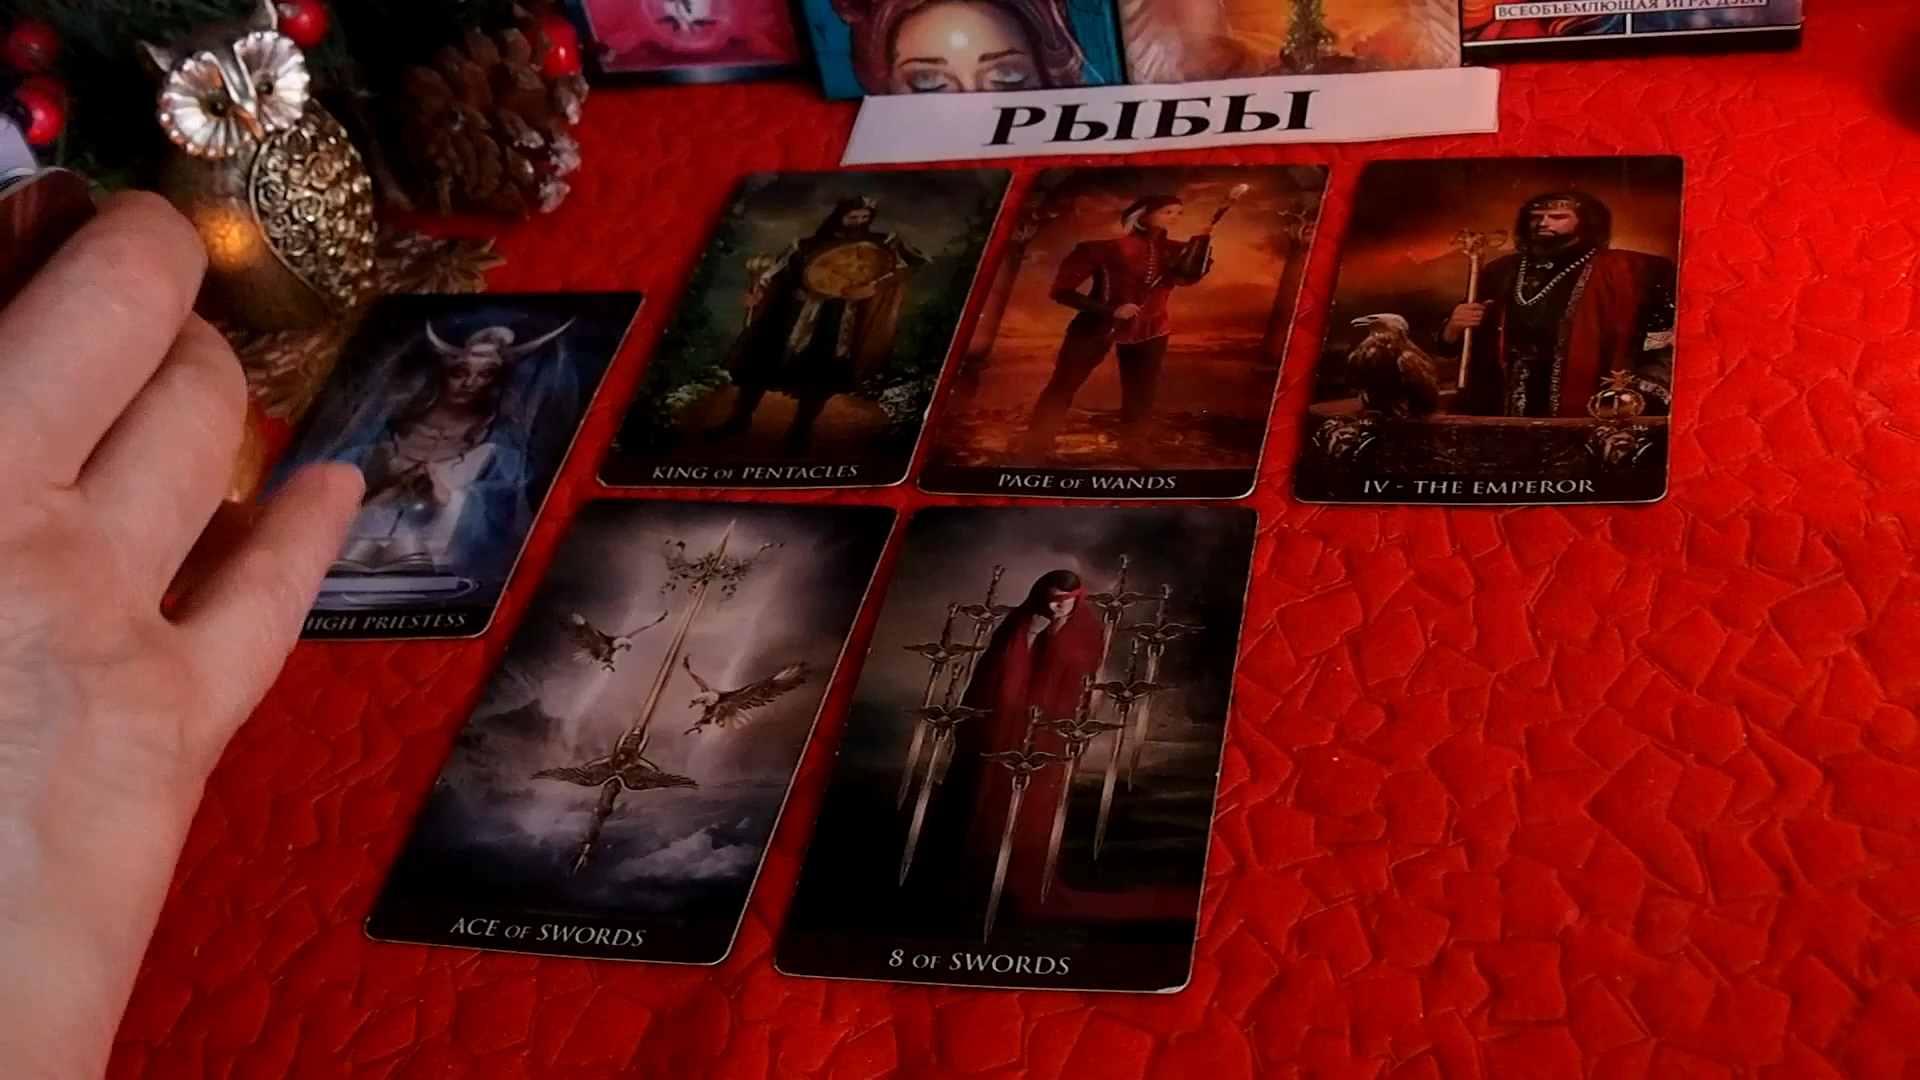 ВСЕОБЪЕМЛЮЩАЯ ИГРА ДЗЕН
РЫБЫ
KING OF PENTACLES
PAGE OF WANDS
IV - THE EMPEROR
HIGH PRIESTESS
ACE OF SWORDS
8 OF SWORDS